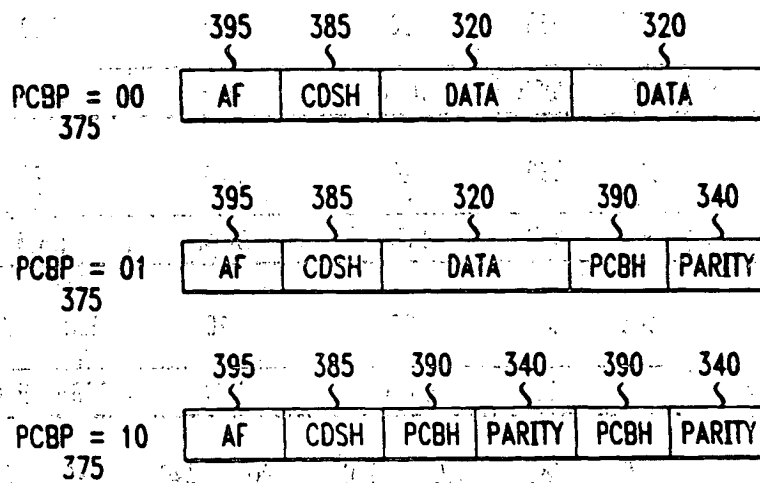 395 385 320 320
PCBP = 00 AF CDSH DATA DATA
375
395 385 320 390 340
PCBP = 01 AF CDSH DATA PCBH PARITY
375
395 385 390 340 390 340
PCBP = 10 AF CDSH PCBH PARITY PCBH PARITY
375